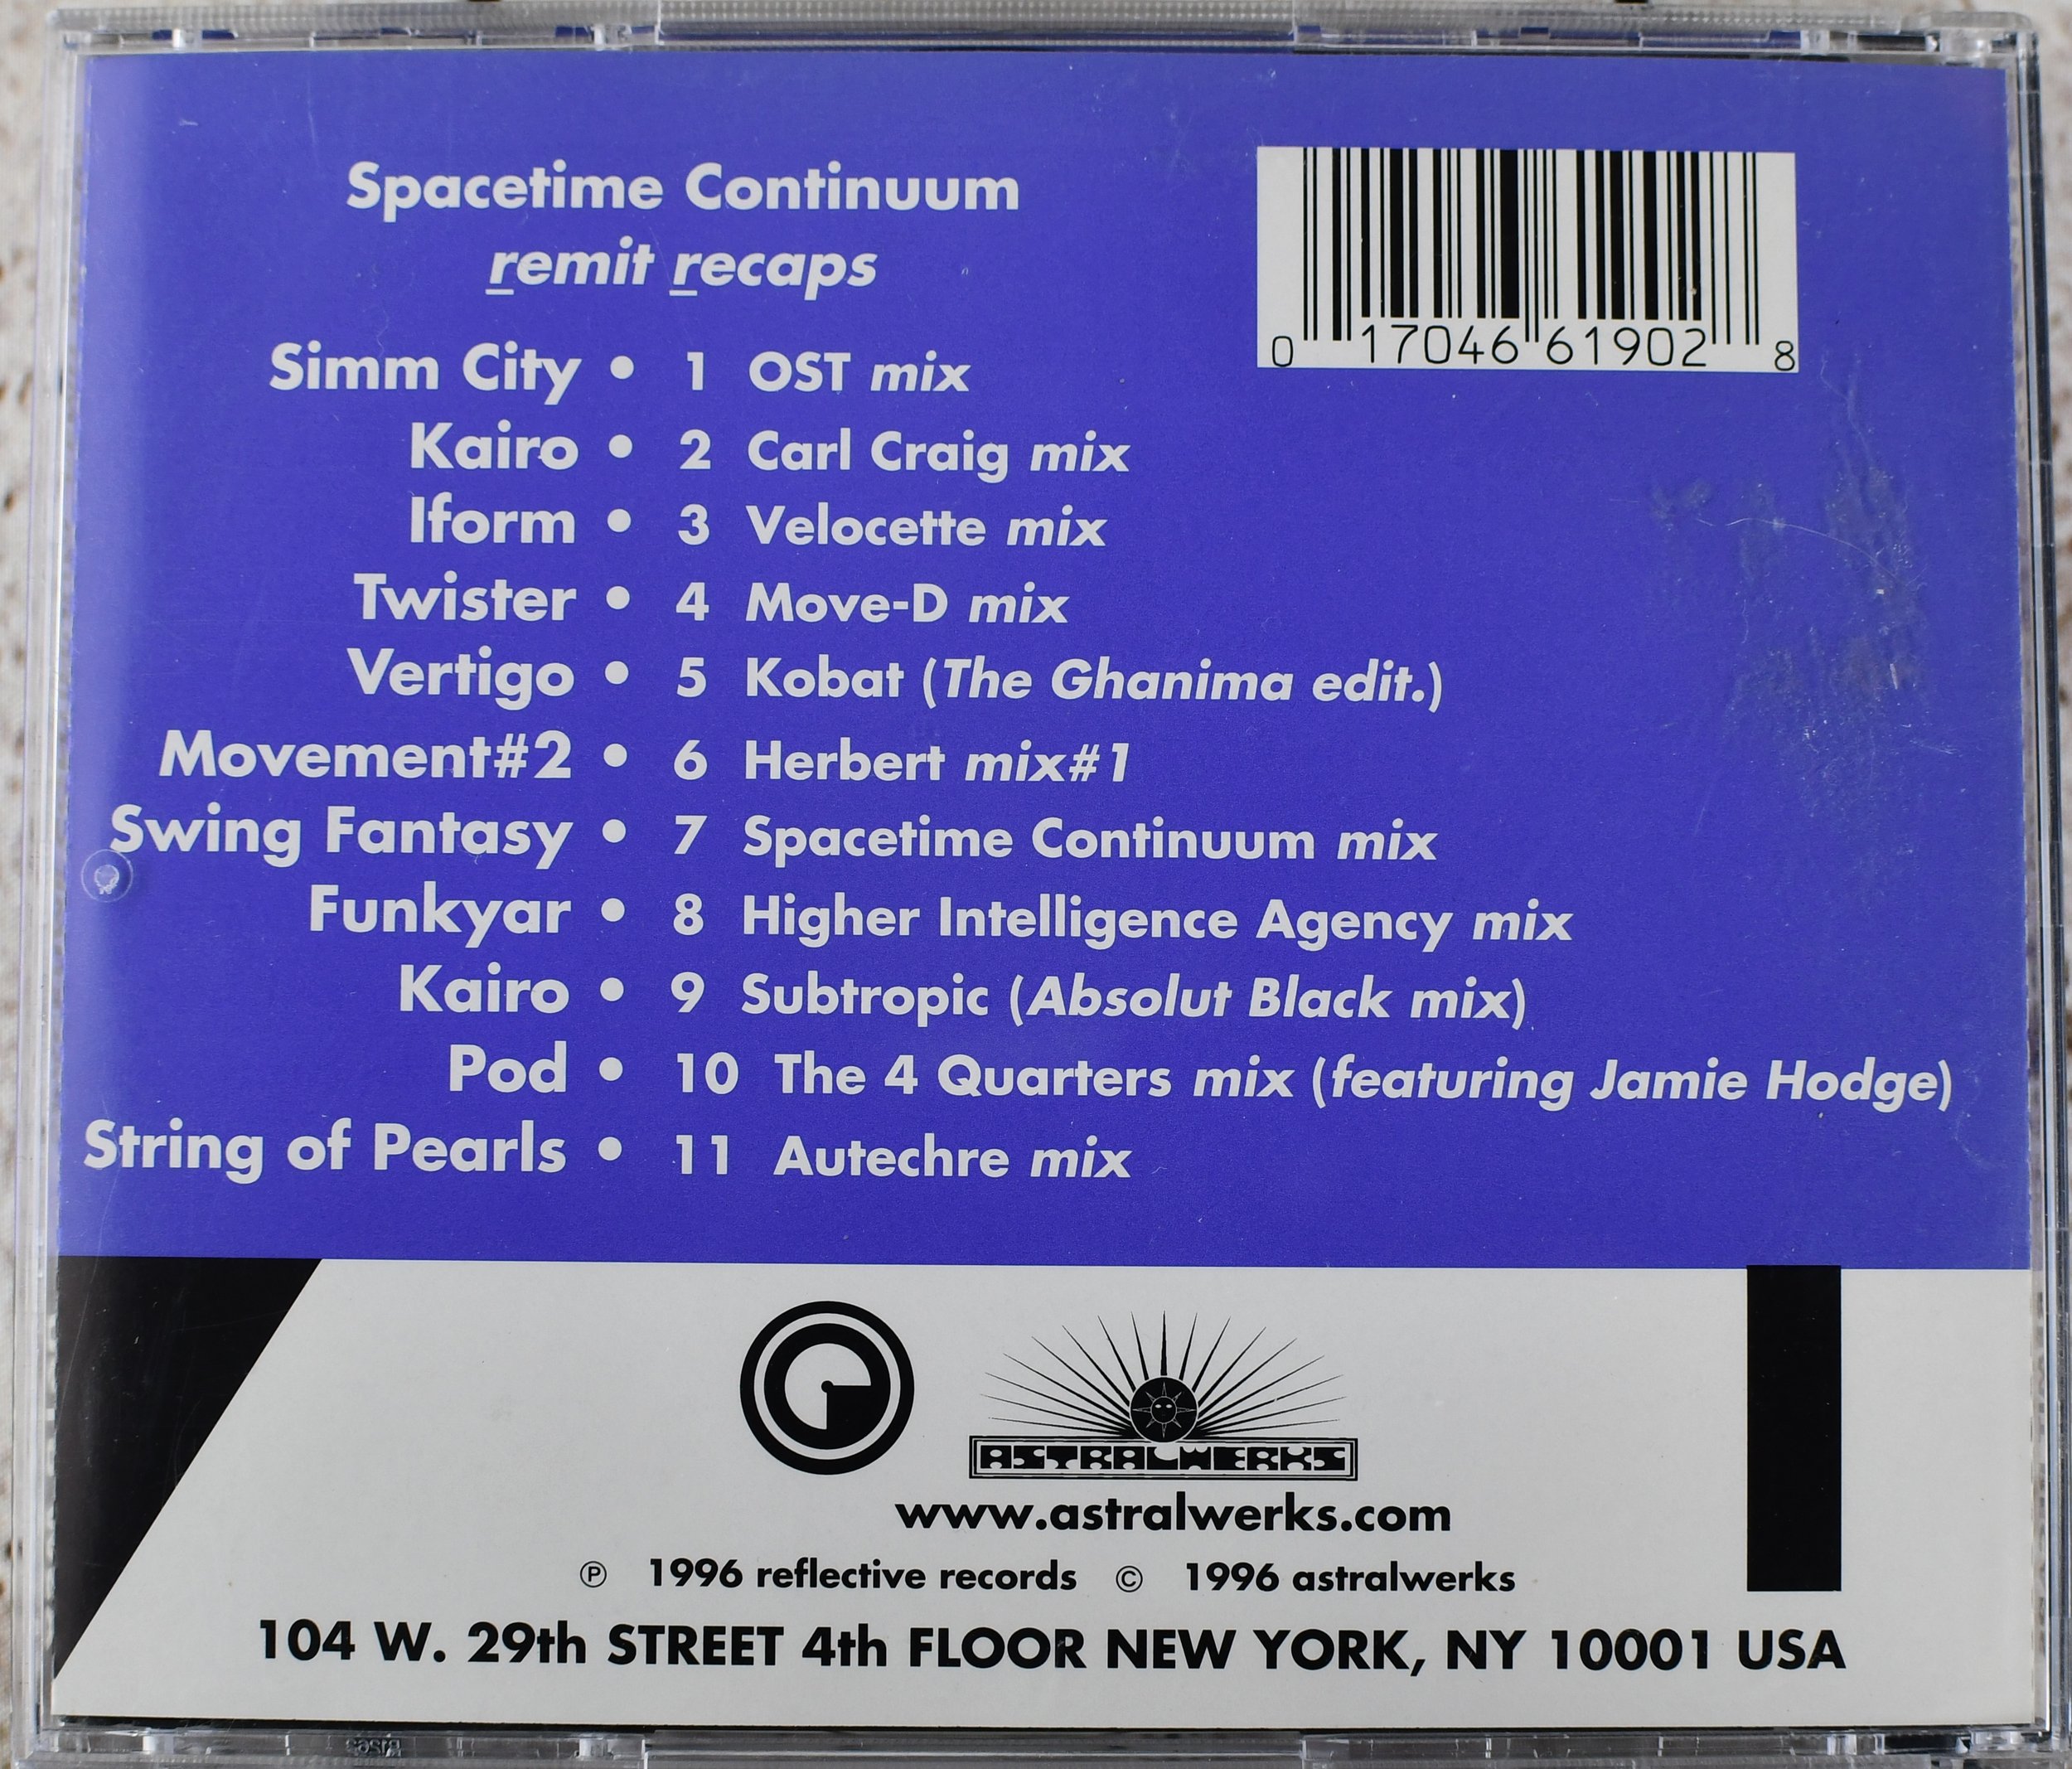 Spacetime Continuum
remit recaps
0 17046 61902 8
Simm City • 1 OST mix
Kairo • 2 Carl Craig mix
Iform • 3 Velocette mix
Twister • 4 Move-D mix
Vertigo • 5 Kobat (The Ghanima edit.)
Movement#2 • 6 Herbert mix#1
Swing Fantasy • 7 Spacetime Continuum mix
Funkyar • 8 Higher Intelligence Agency mix
Kairo • 9 Subtropic (Absolut Black mix)
Pod • 10 The 4 Quarters mix (featuring Jamie Hodge)
String of Pearls • 11 Autechre mix
ASTRALWERKS
www.astralwerks.com
℗ 1996 reflective records © 1996 astralwerks
104 W. 29th STREET 4th FLOOR NEW YORK, NY 10001 USA